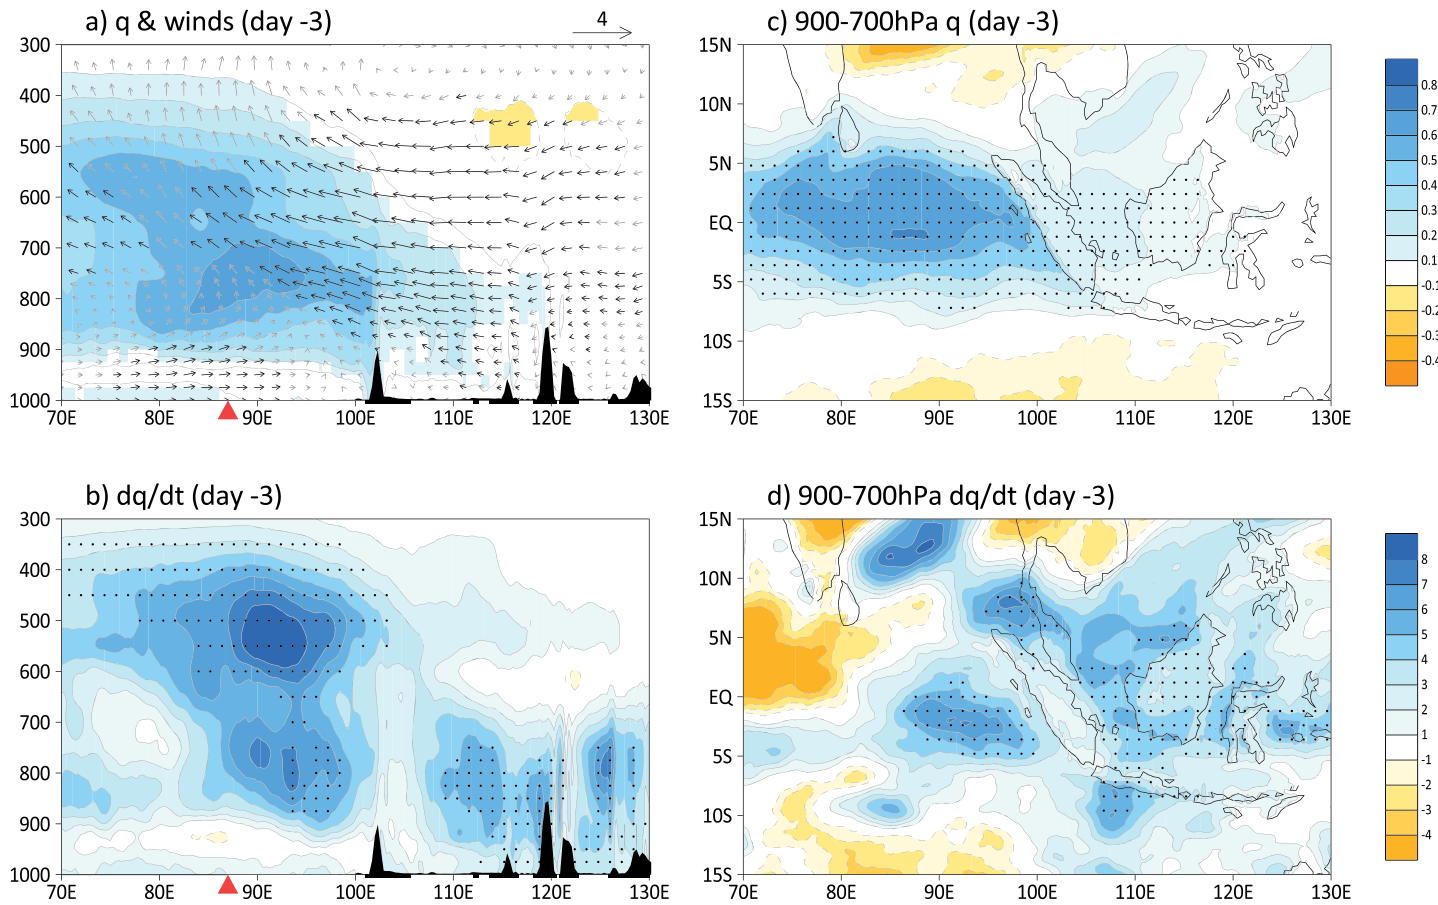 a) q & winds (day -3)
4
300
400
500
600
700
800
900
1000
70E 80E 90E 100E 110E 120E 130E
c) 900-700hPa q (day -3)
15N
10N
5N
EQ
5S
10S
15S
70E 80E 90E 100E 110E 120E 130E
0.8
0.7
0.6
0.5
0.4
0.3
0.2
0.1
-0.1
-0.2
-0.3
-0.4
b) dq/dt (day -3)
300
400
500
600
700
800
900
1000
70E 80E 90E 100E 110E 120E 130E
d) 900-700hPa dq/dt (day -3)
15N
10N
5N
EQ
5S
10S
15S
70E 80E 90E 100E 110E 120E 130E
8
7
6
5
4
3
2
1
-1
-2
-3
-4